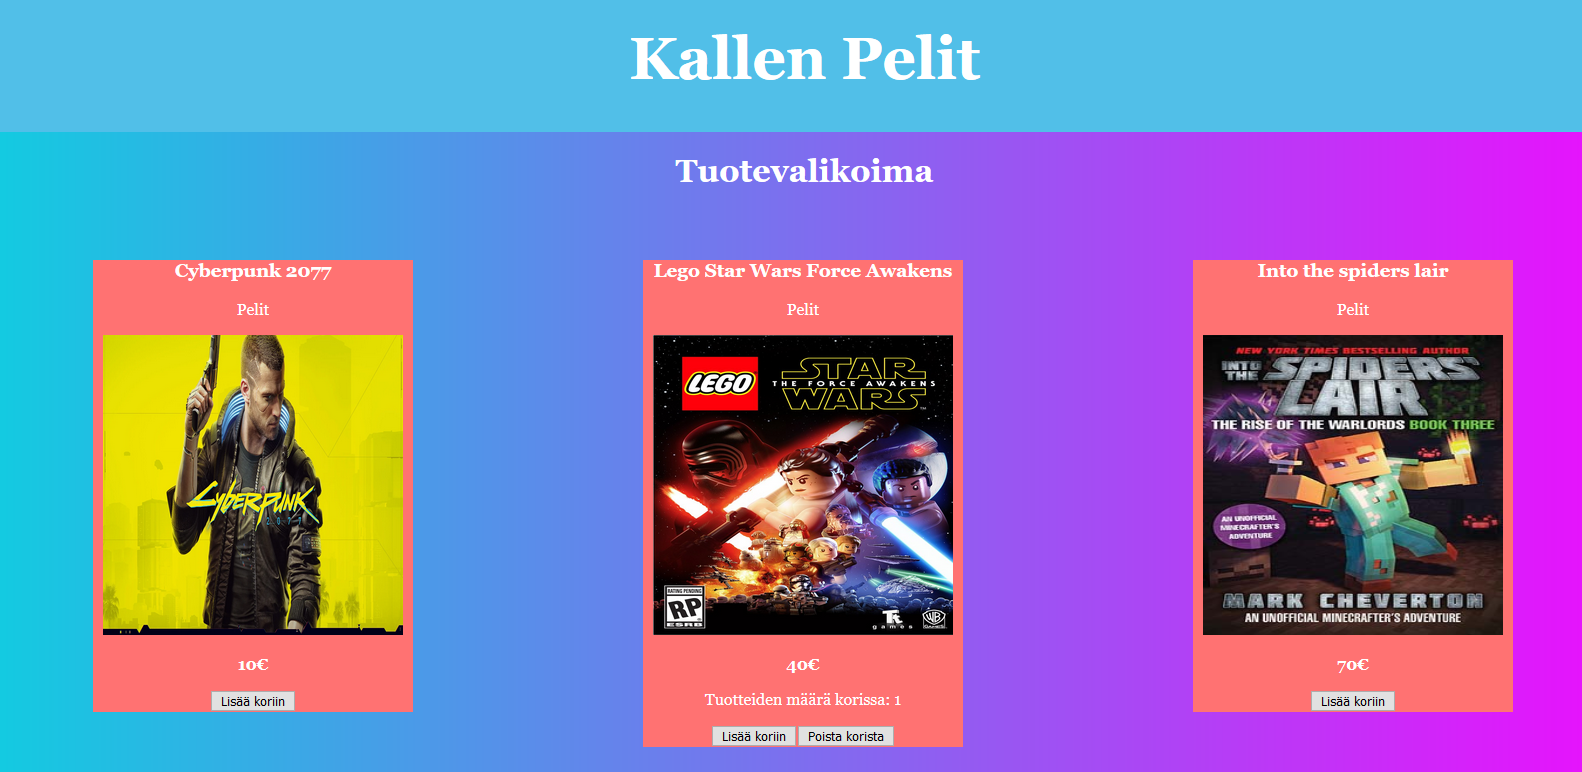 Kallen Pelit
Tuotevalikoima
Cyberpunk 2077
Pelit
CYBERPUNK
2077
10€
Lisää koriin
Lego Star Wars Force Awakens
Pelit
LEGO
STAR
THE FORCE AWAKENS
WARS™
RATING PENDING
RP
ESRB
games
WB
40€
Tuotteiden määrä korissa: 1
Lisää koriin
Poista korista
Into the spiders lair
Pelit
NEW YORK TIMES BESTSELLING AUTHOR
INTO THE SPIDERS'
LAIR
THE RISE OF THE WARLORDS BOOK THREE
AN UNOFFICIAL
MINECRAFTER'S
ADVENTURE
MARK CHEVERTON
AN UNOFFICIAL MINECRAFTER'S ADVENTURE
70€
Lisää koriin